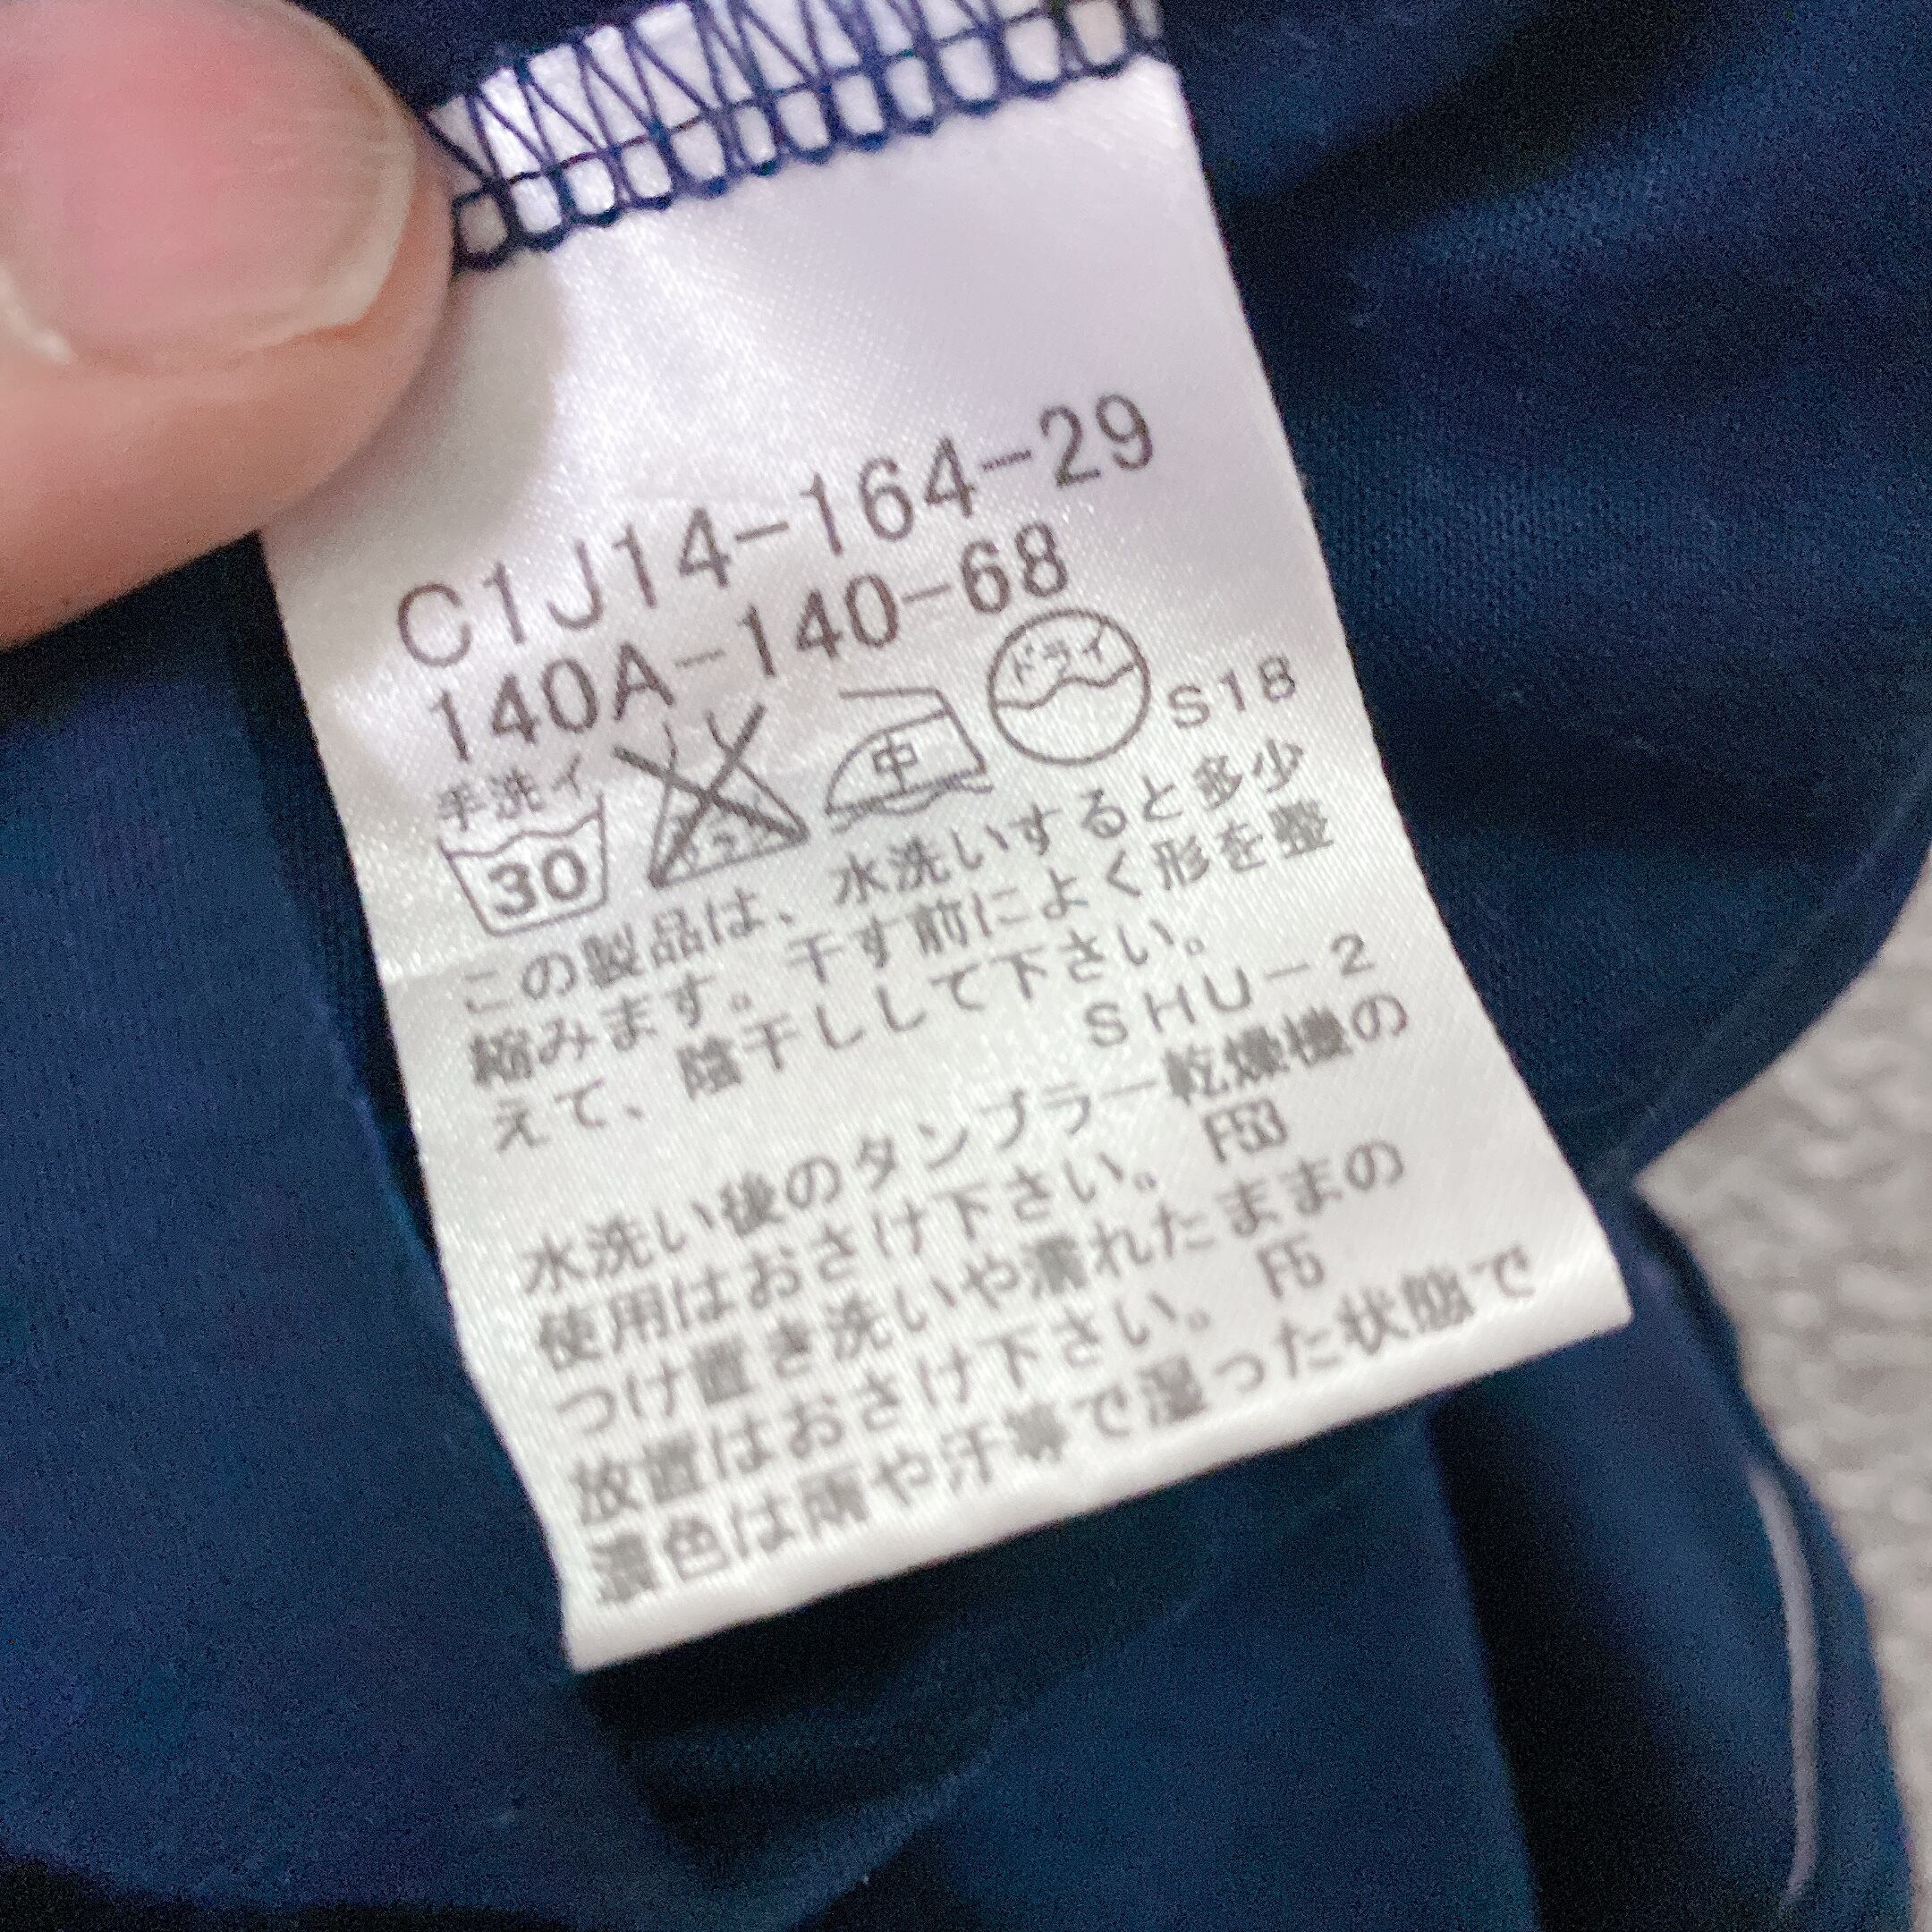 C1J14-164-29
140A-140-68
手洗イ
30
中
ドライ
S18
この製品は、水洗いすると多少
縮みます。干す前によく形を整
えて、陰干しして下さい。
SHU-2
水洗い後のタンブラー乾燥機の
使用はおさけ下さい。 F53
つけ置き洗いや濡れたままの
放置はおさけ下さい。 F5
濃色は雨や汗等で湿った状態で